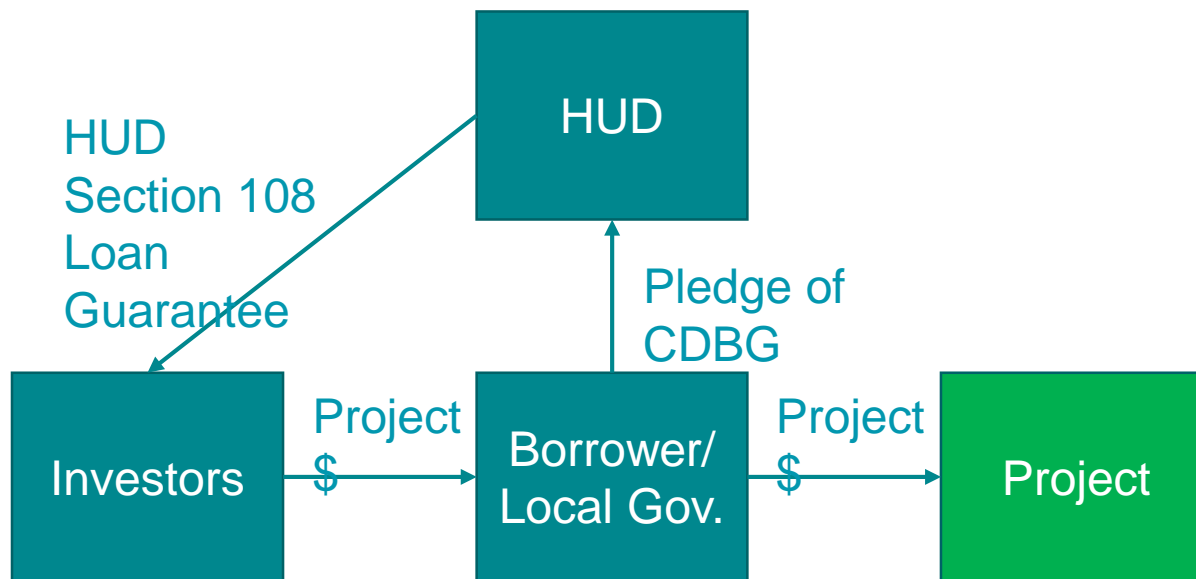 HUD
HUD
Section 108
Loan
Guarantee
Pledge of
CDBG
Investors
Project
$
Borrower/
Local Gov.
Project
$
Project